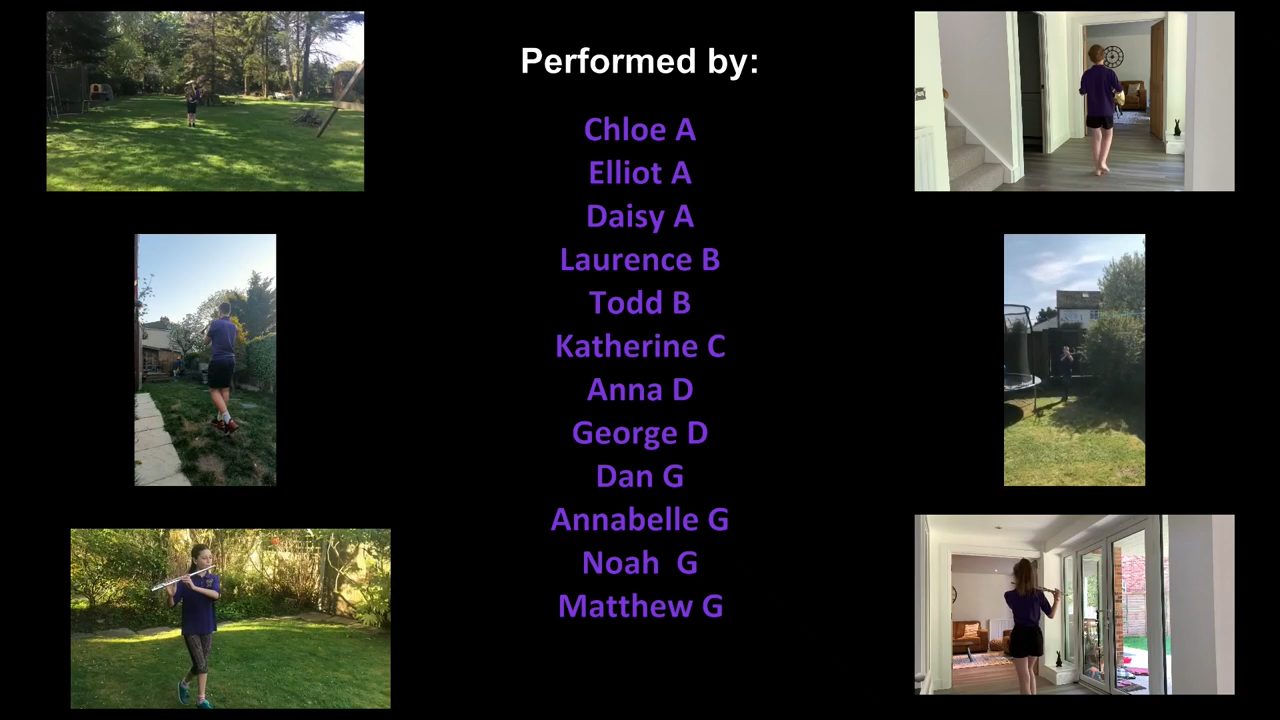 Performed by:
Chloe A
Elliot A
Daisy A
Laurence B
Todd B
Katherine C
Anna D
George D
Dan G
Annabelle G
Noah  G
Matthew G